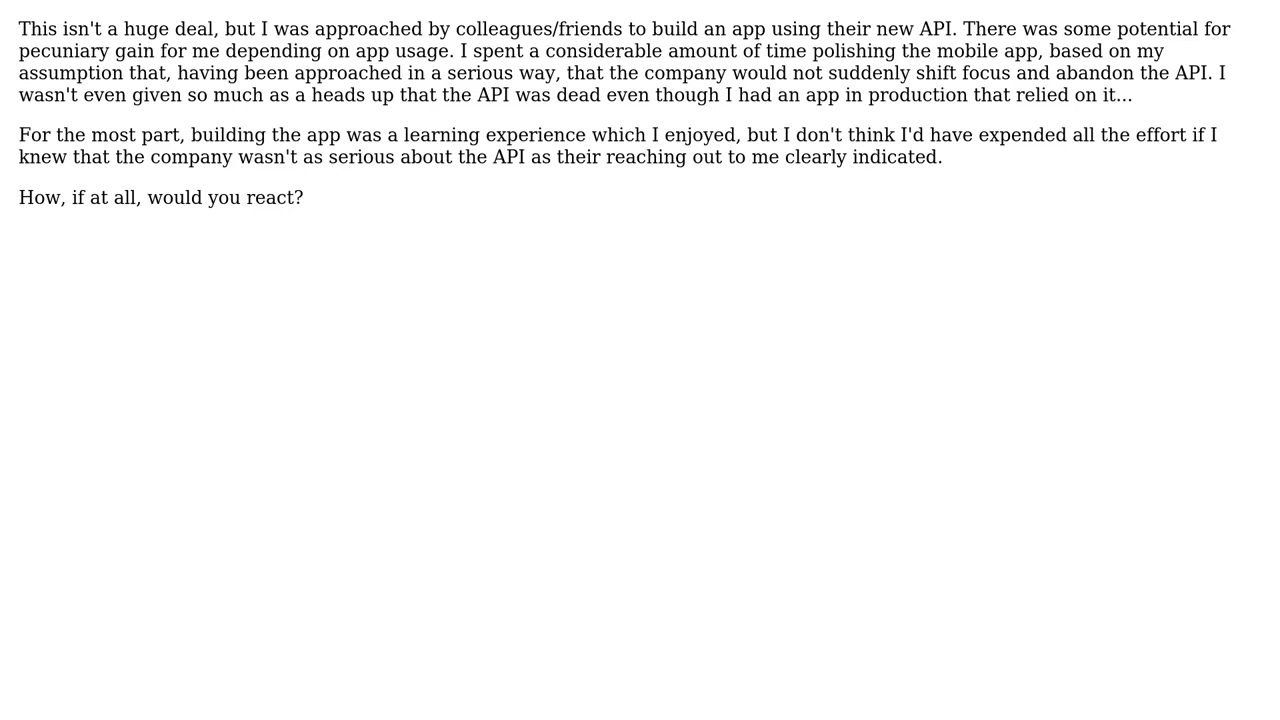 This isn't a huge deal, but I was approached by colleagues/friends to build an app using their new API. There was some potential for
pecuniary gain for me depending on app usage. I spent a considerable amount of time polishing the mobile app, based on my
assumption that, having been approached in a serious way, that the company would not suddenly shift focus and abandon the API. I
wasn't even given so much as a heads up that the API was dead even though I had an app in production that relied on it...
For the most part, building the app was a learning experience which I enjoyed, but I don't think I'd have expended all the effort if I
knew that the company wasn't as serious about the API as their reaching out to me clearly indicated.
How, if at all, would you react?